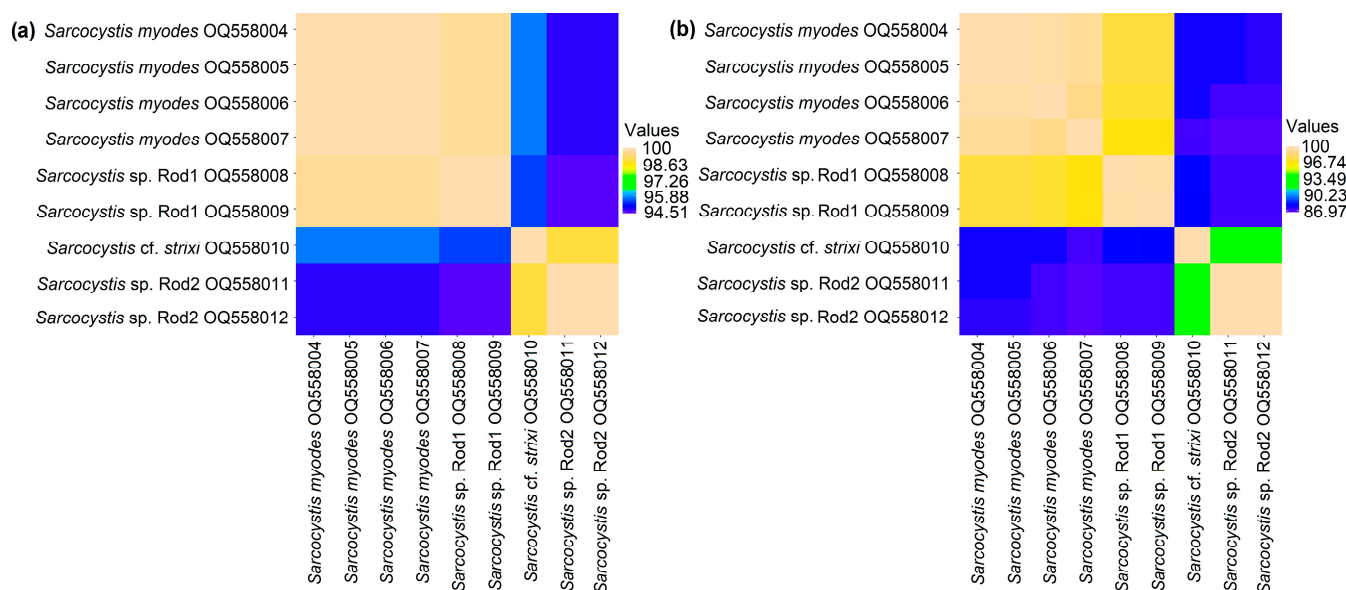 (a)
Sarcocystis myodes OQ558004
Sarcocystis myodes OQ558005
Sarcocystis myodes OQ558006
Sarcocystis myodes OQ558007
Sarcocystis sp. Rod1 OQ558008
Sarcocystis sp. Rod1 OQ558009
Sarcocystis cf. strixi OQ558010
Sarcocystis sp. Rod2 OQ558011
Sarcocystis sp. Rod2 OQ558012
Values
100
98.63
97.26
95.88
94.51
Sarcocystis myodes OQ558004
Sarcocystis myodes OQ558005
Sarcocystis myodes OQ558006
Sarcocystis myodes OQ558007
Sarcocystis sp. Rod1 OQ558008
Sarcocystis sp. Rod1 OQ558009
Sarcocystis cf. strixi OQ558010
Sarcocystis sp. Rod2 OQ558011
Sarcocystis sp. Rod2 OQ558012
(b)
Sarcocystis myodes OQ558004
Sarcocystis myodes OQ558005
Sarcocystis myodes OQ558006
Sarcocystis myodes OQ558007
Sarcocystis sp. Rod1 OQ558008
Sarcocystis sp. Rod1 OQ558009
Sarcocystis cf. strixi OQ558010
Sarcocystis sp. Rod2 OQ558011
Sarcocystis sp. Rod2 OQ558012
Values
100
96.74
93.49
90.23
86.97
Sarcocystis myodes OQ558004
Sarcocystis myodes OQ558005
Sarcocystis myodes OQ558006
Sarcocystis myodes OQ558007
Sarcocystis sp. Rod1 OQ558008
Sarcocystis sp. Rod1 OQ558009
Sarcocystis cf. strixi OQ558010
Sarcocystis sp. Rod2 OQ558011
Sarcocystis sp. Rod2 OQ558012